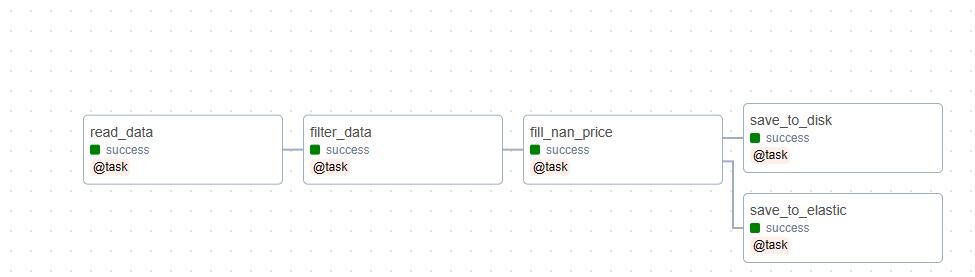 read_data
success
@task
filter_data
success
@task
fill_nan_price
success
@task
save_to_disk
success
@task
save_to_elastic
success
@task